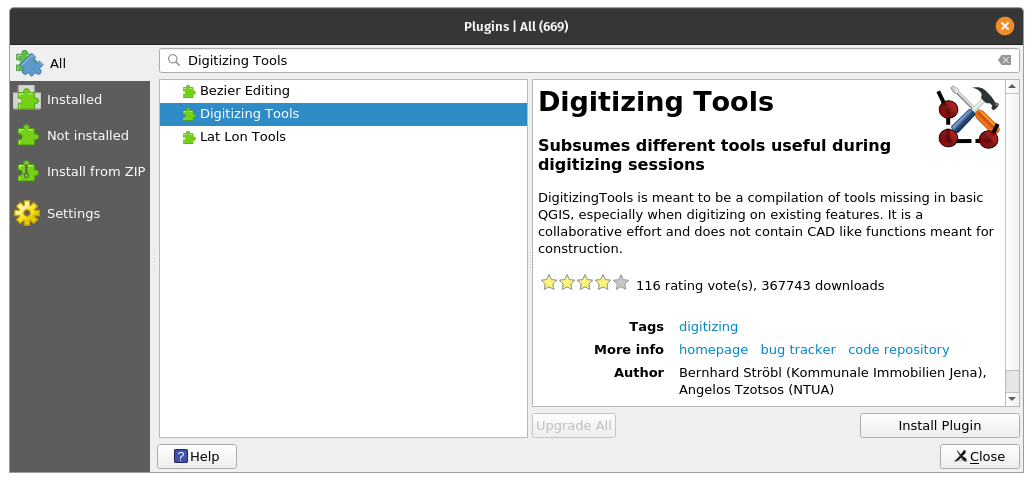 Plugins | All (669)
All
Installed
Not installed
Install from ZIP
Settings
Digitizing Tools
Bezier Editing
Digitizing Tools
Lat Lon Tools
Digitizing Tools
Subsumes different tools useful during
digitizing sessions
DigitizingTools is meant to be a compilation of tools missing in basic
QGIS, especially when digitizing on existing features. It is a
collaborative effort and does not contain CAD like functions meant for
construction.
116 rating vote(s), 367743 downloads
Tags digitizing
More info homepage bug tracker code repository
Author Bernhard Ströbl (Kommunale Immobilien Jena),
Angelos Tzotsos (NTUA)
Upgrade All
Install Plugin
? Help
Close